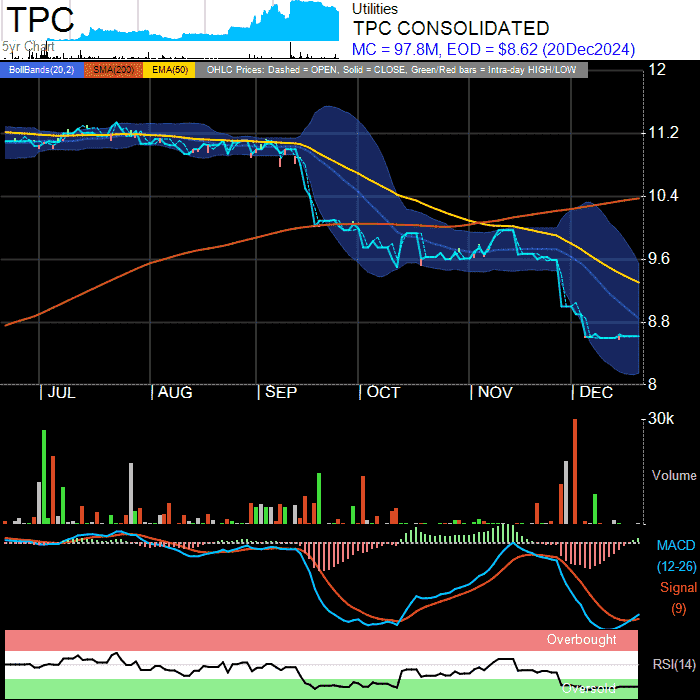 TPC
5yr Chart
Utilities
TPC CONSOLIDATED
MC = 97.8M, EOD = $8.62 (20Dec2024)
BollBands(20,2) SMA(200) EMA(50) OHLC Prices: Dashed = OPEN, Solid = CLOSE, Green/Red bars = Intra-day HIGH/LOW
12
11.2
10.4
9.6
8.8
8
| JUL | AUG | SEP | OCT | NOV | DEC
30k
Volume
MACD
(12-26)
Signal
(9)
Overbought
RSI(14)
Oversold